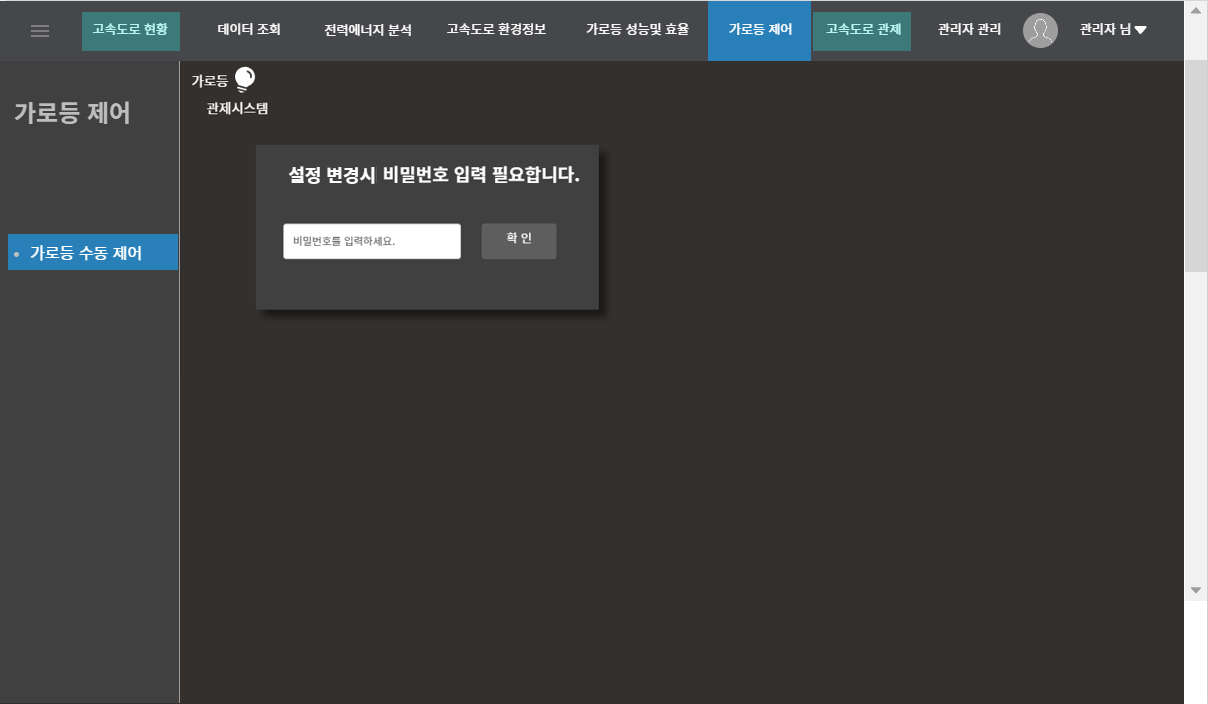 고속도로 현황 데이터 조회 전력에너지 분석 고속도로 환경정보 가로등 성능및 효율 가로등 제어 고속도로 관제 관리자 관리 관리자 님
가로등 제어
가로등 수동 제어
가로등
관제시스템
설정 변경시 비밀번호 입력 필요합니다.
비밀번호를 입력하세요. 확 인